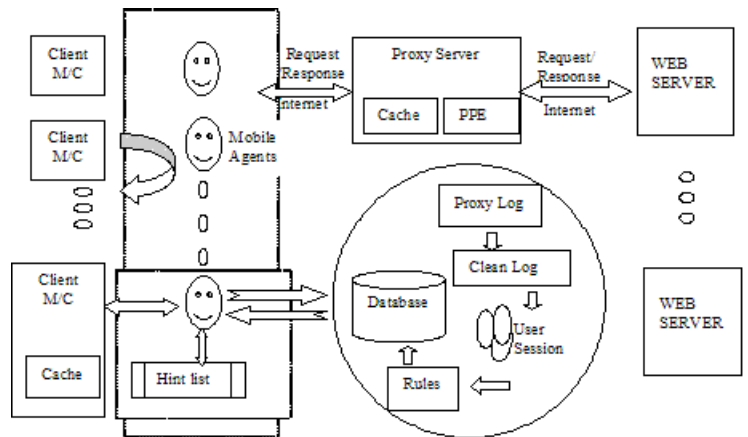 Client
M/C
Request
/Response
Internet
Proxy Server
Cache
PPE
Request/
Response
Internet
WEB
SERVER
Client
M/C
Mobile
Agents
Proxy Log
Clean Log
Client
M/C
Database
User
Session
WEB
SERVER
Cache
Hint list
Rules